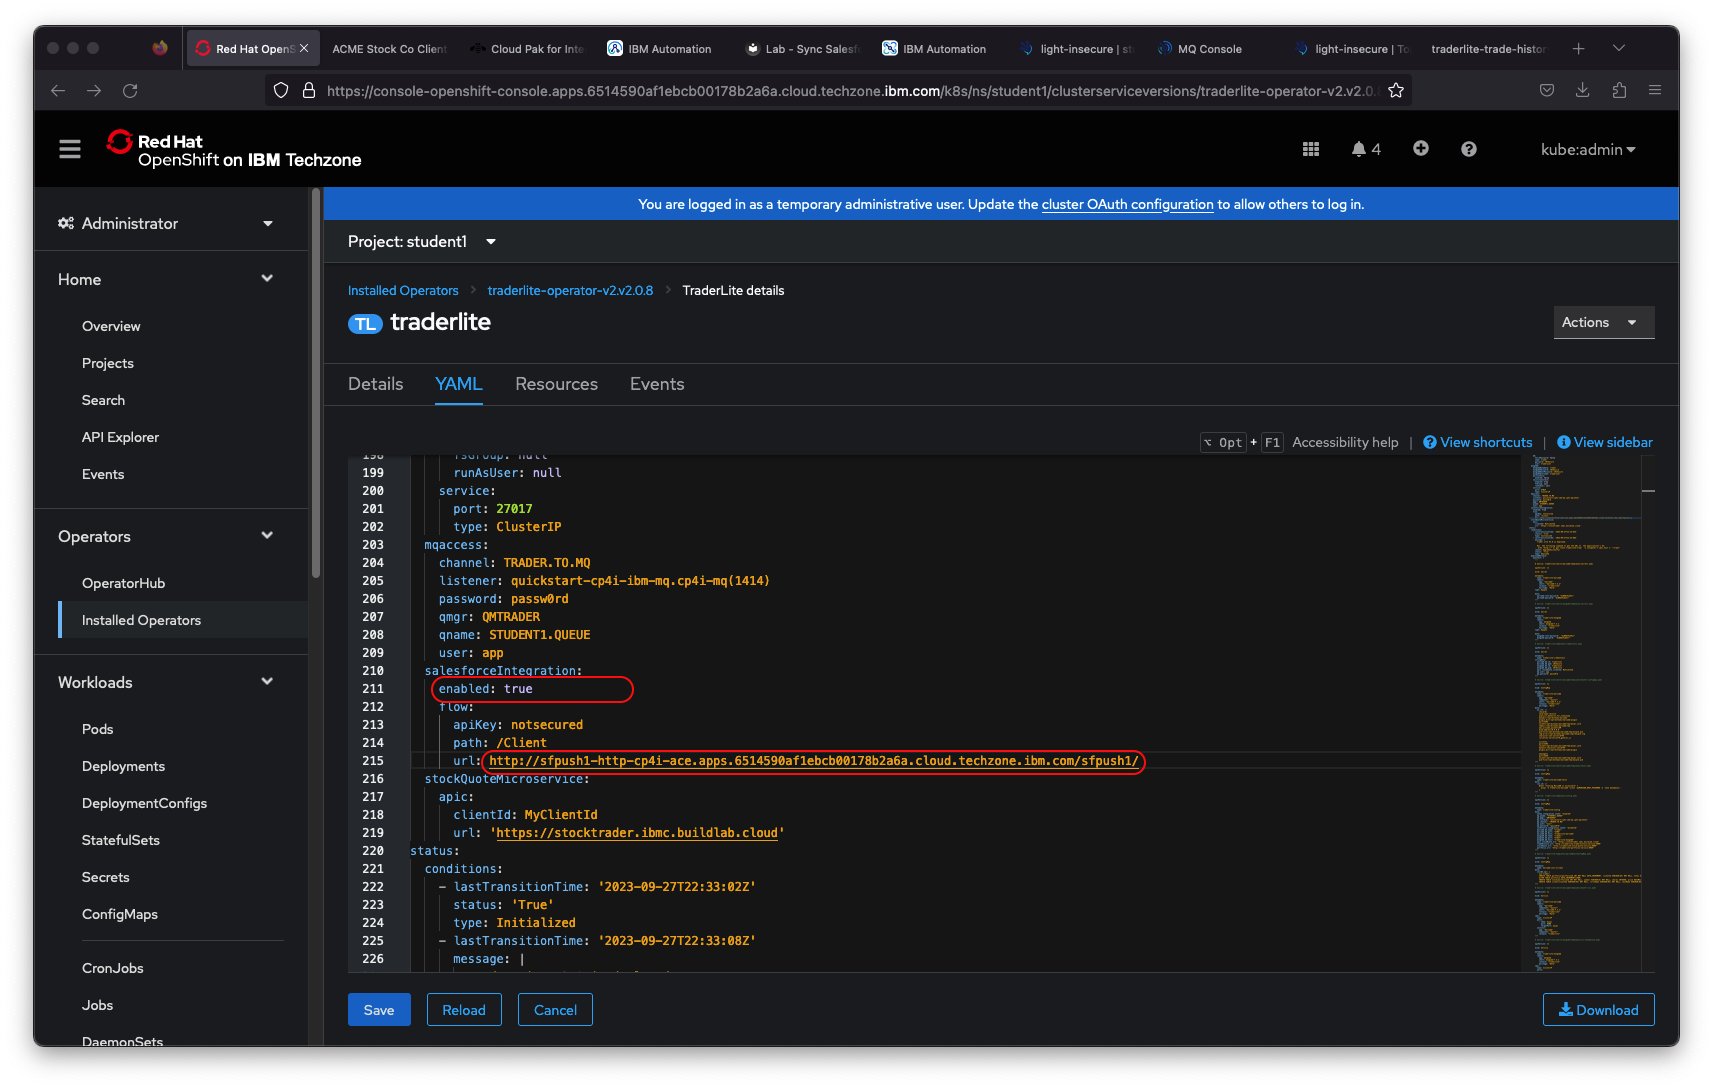 Red Hat OpenS
ACME Stock Co Client
Cloud Pak for Inte
IBM Automation
Lab - Sync Salesf
IBM Automation
light-insecure | st
MQ Console
light-insecure | To
traderlite-trade-histor
https://console-openshift-console.apps.6514590af1ebcb00178b2a6a.cloud.techzone.ibm.com/k8s/ns/student1/clusterserviceversions/traderlite-operator-v2.v2.0.8
Red Hat
OpenShift on IBM Techzone
4
kube:admin
You are logged in as a temporary administrative user. Update the cluster OAuth configuration to allow others to log in.
Administrator
Home
Overview
Projects
Search
API Explorer
Events
Operators
OperatorHub
Installed Operators
Workloads
Pods
Deployments
DeploymentConfigs
StatefulSets
Secrets
ConfigMaps
CronJobs
Jobs
DaemonSets
Project: student1
Installed Operators
traderlite-operator-v2.v2.0.8
TraderLite details
TL traderlite
Actions
Details
YAML
Resources
Events
⌥ Opt + F1 Accessibility help | View shortcuts | View sidebar
198 fsGroup: null
199 runAsUser: null
200 service:
201 port: 27017
202 type: ClusterIP
203 mqaccess:
204 channel: TRADER.TO.MQ
205 listener: quickstart-cp4i-ibm-mq.cp4i-mq(1414)
206 password: passw0rd
207 qmgr: QMTRADER
208 qname: STUDENT1.QUEUE
209 user: app
210 salesforceIntegration:
211 enabled: true
212 flow:
213 apiKey: notsecured
214 path: /Client
215 url: http://sfpush1-http-cp4i-ace.apps.6514590af1ebcb00178b2a6a.cloud.techzone.ibm.com/sfpush1/
216 stockQuoteMicroservice:
217 apic:
218 clientId: MyClientId
219 url: 'https://stocktrader.ibmc.buildlab.cloud'
220 status:
221 conditions:
222 - lastTransitionTime: '2023-09-27T22:33:02Z'
223 status: 'True'
224 type: Initialized
225 - lastTransitionTime: '2023-09-27T22:33:08Z'
226 message: |
Save
Reload
Cancel
Download